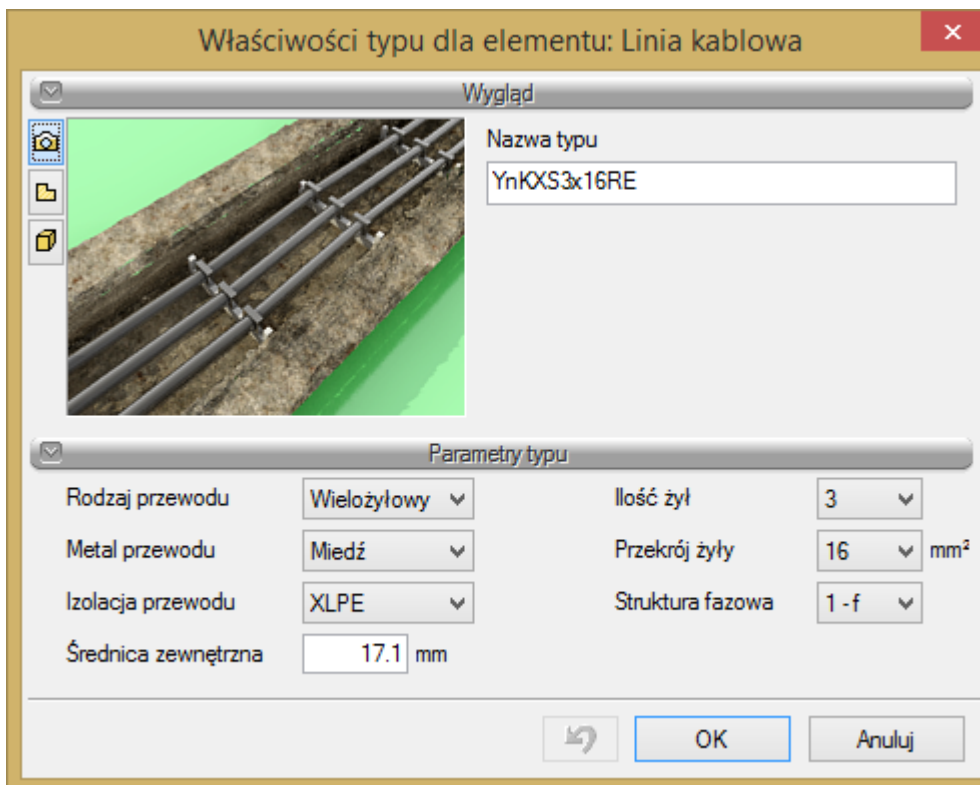 Właściwości typu dla elementu: Linia kablowa
Wygląd
Nazwa typu
YnKXS3x16RE
Parametry typu
Rodzaj przewodu Wielożyłowy Ilość żył 3
Metal przewodu Miedź Przekrój żyły 16 mm²
Izolacja przewodu XLPE Struktura fazowa 1 -f
Średnica zewnętrzna 17.1 mm
OK Anuluj